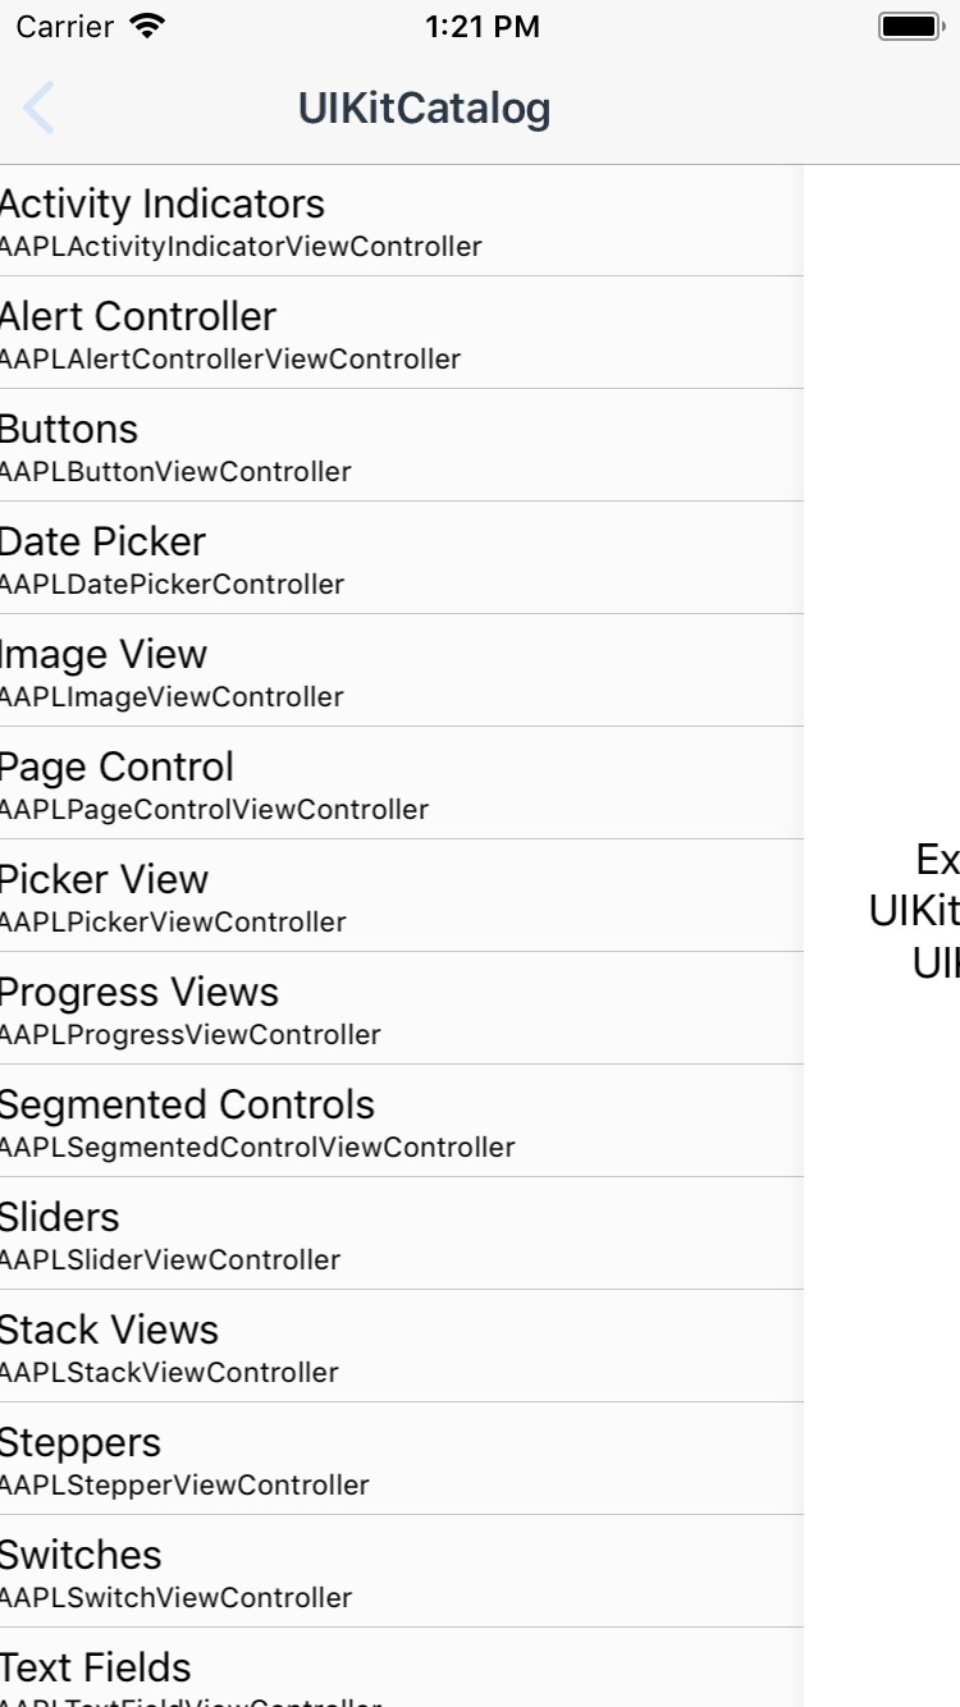 Carrier 1:21 PM
UIKitCatalog
Activity Indicators
AAPLActivityIndicatorViewController
Alert Controller
AAPLAlertControllerViewController
Buttons
AAPLButtonViewController
Date Picker
AAPLDatePickerController
Image View
AAPLImageViewController
Page Control
AAPLPageControlViewController
Picker View
AAPLPickerViewController
Progress Views
AAPLProgressViewController
Segmented Controls
AAPLSegmentedControlViewController
Sliders
AAPLSliderViewController
Stack Views
AAPLStackViewController
Steppers
AAPLStepperViewController
Switches
AAPLSwitchViewController
Text Fields
AAPLTextFieldViewController
Ex
UIKit
UI